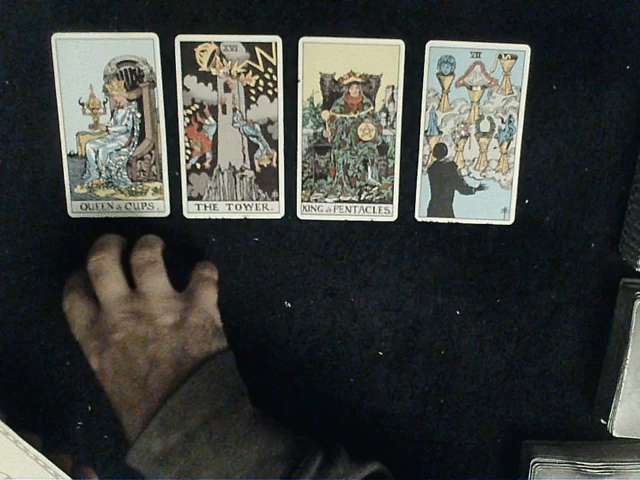 QUEEN of CUPS.
XVI
THE TOWER.
KING of PENTACLES.
VII